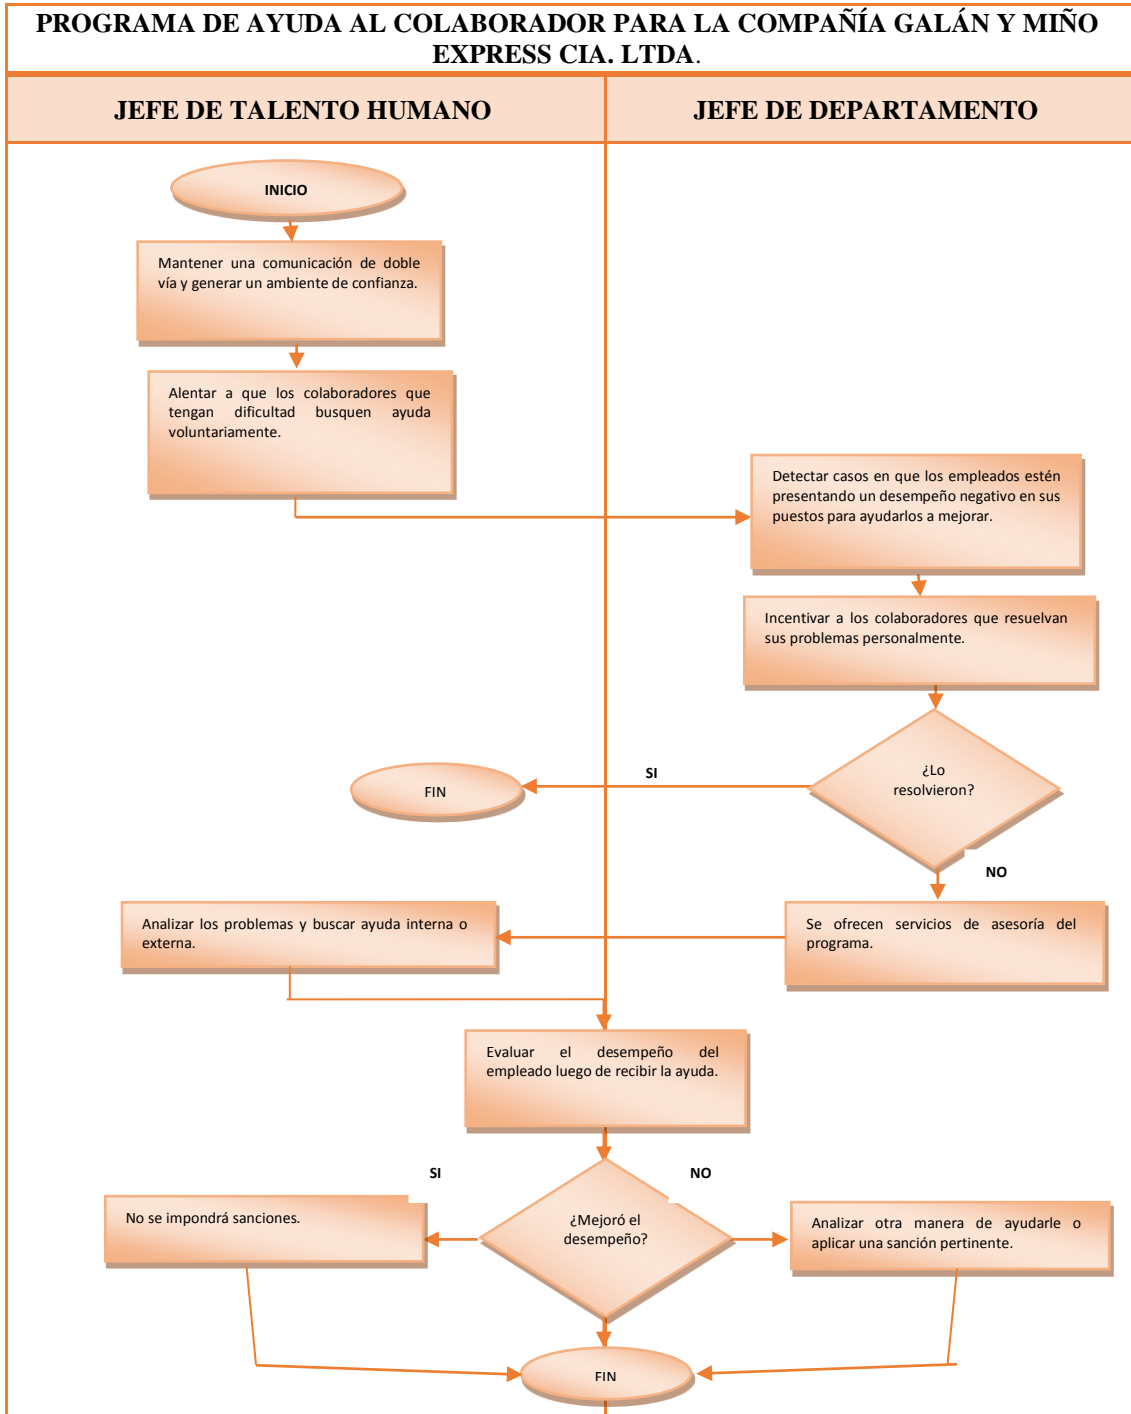 PROGRAMA DE AYUDA AL COLABORADOR PARA LA COMPAÑÍA GALÁN Y MIÑO
EXPRESS CIA. LTDA.
JEFE DE TALENTO HUMANO
JEFE DE DEPARTAMENTO
INICIO
Mantener una comunicación de doble
vía y generar un ambiente de confianza.
Alentar a que los colaboradores que
tengan dificultad busquen ayuda
voluntariamente.
Detectar casos en que los empleados estén
presentando un desempeño negativo en sus
puestos para ayudarlos a mejorar.
Incentivar a los colaboradores que resuelvan
sus problemas personalmente.
¿Lo
resolvieron?
SI
FIN
NO
Se ofrecen servicios de asesoría del
programa.
Analizar los problemas y buscar ayuda interna o
externa.
Evaluar el desempeño del
empleado luego de recibir la ayuda.
¿Mejoró el
desempeño?
SI
NO
No se impondrá sanciones.
Analizar otra manera de ayudarle o
aplicar una sanción pertinente.
FIN